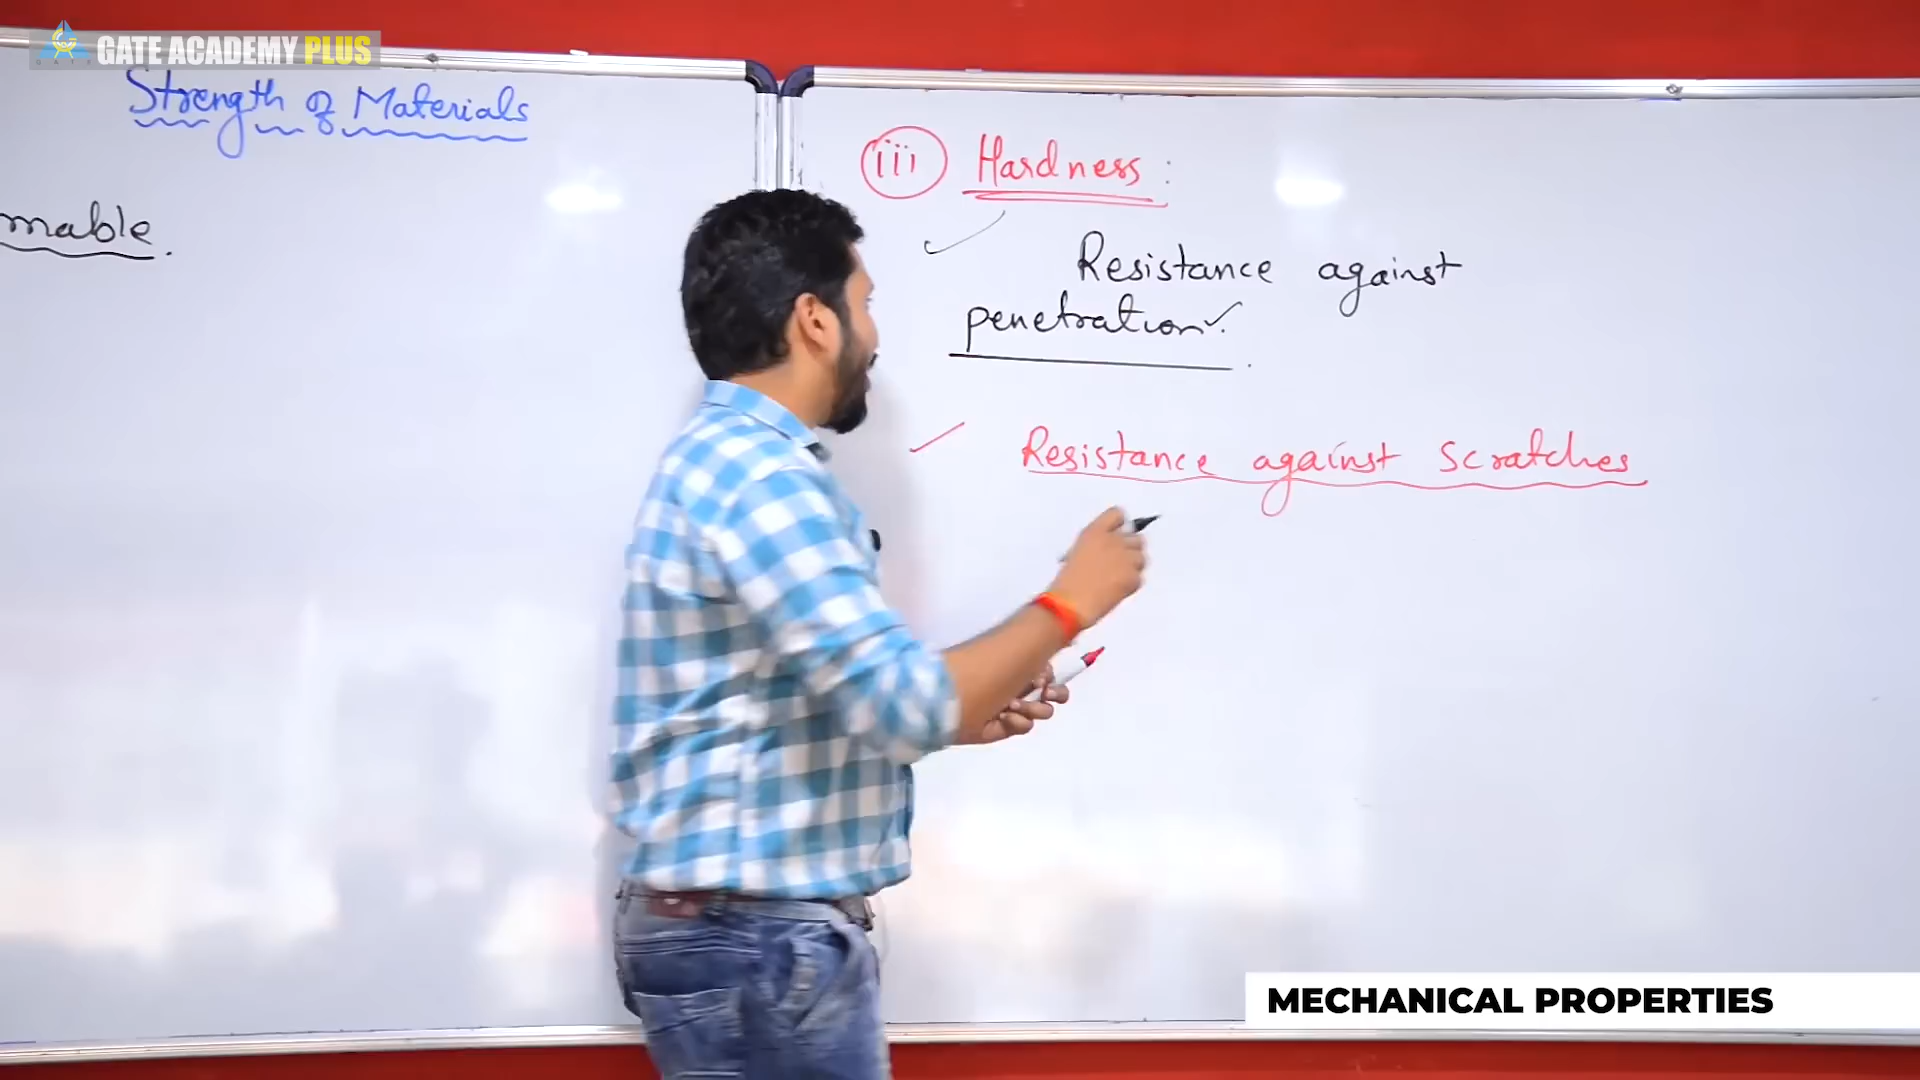 GATE ACADEMY PLUS
Strength of Materials
mable.
iii Hardness:
Resistance against
penetration.
Resistance against scratches
MECHANICAL PROPERTIES